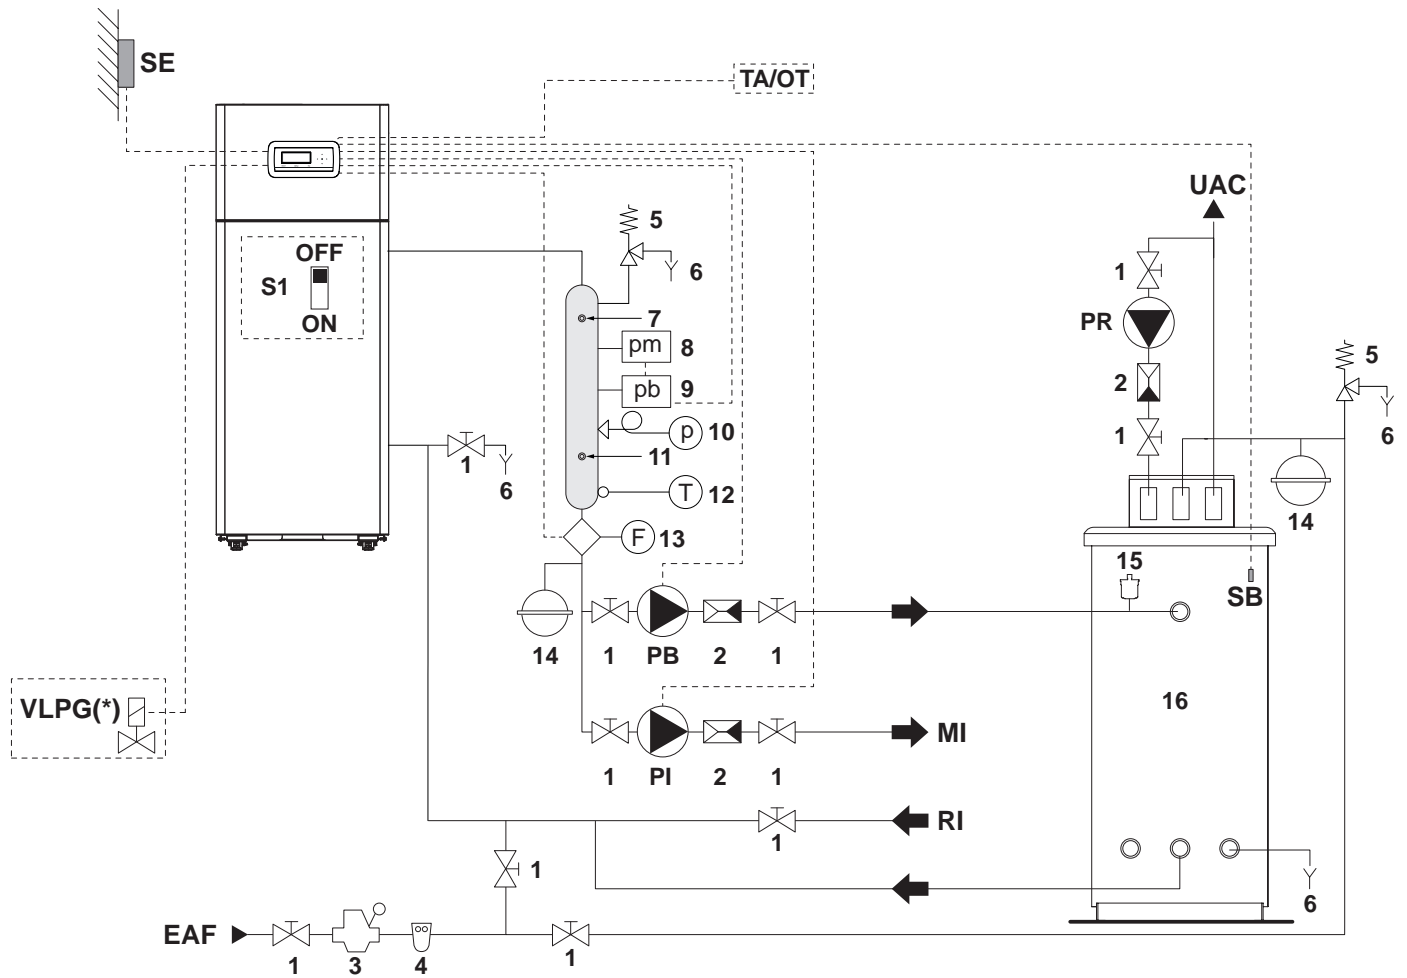 SE
TA/OT
UAC
OFF
S1
ON
5
6
7
pm 8
pb 9
p 10
11
T 12
F 13
1
6
1
PR
2
1
5
6
14
15
SB
14 1 PB 2 1
16
VLPG(*)
MI
1 PI 2 1
RI
1
1
6
EAF
1 3 4 1